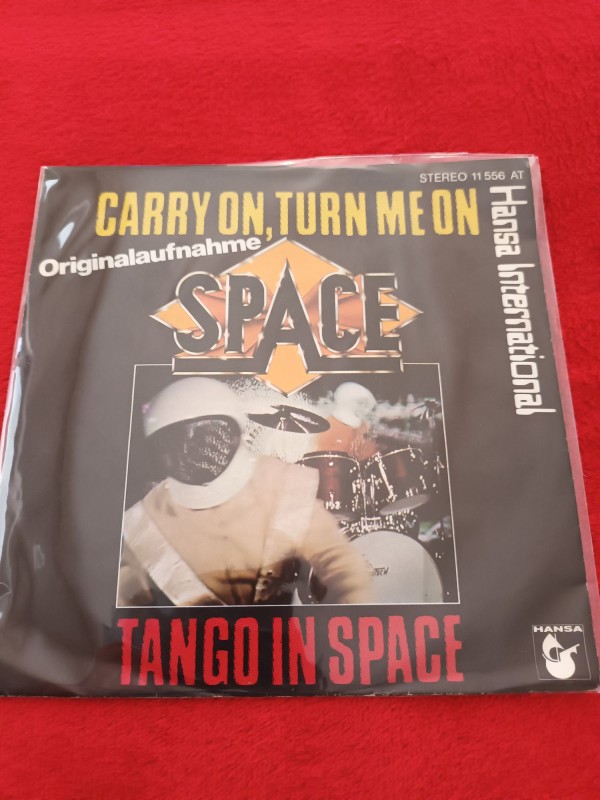 STEREO 11 556 AT
CARRY ON, TURN ME ON
Originalaufnahme
Hansa International
SPACE
TANGO IN SPACE
HANSA